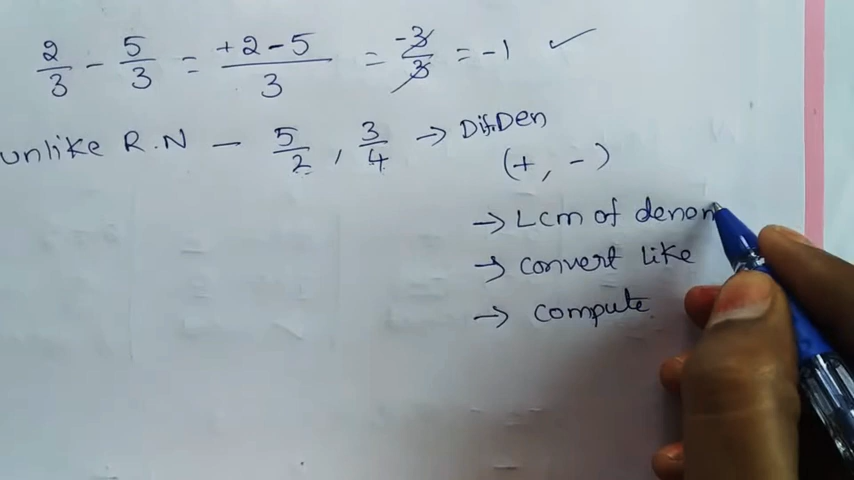 2/3 - 5/3 = +2-5/3 = -3/3 = -1 ✓
unlike R.N - 5/2, 3/4 → Dif.Den
(+, -)
→ Lcm of denom
→ convert like
→ compute.